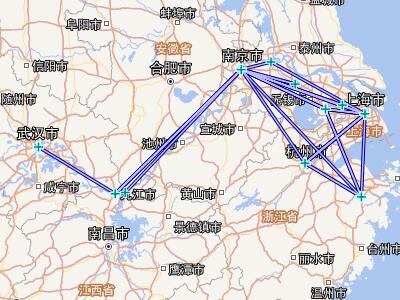 蚌埠市
盐城市
阜阳市
安徽省
泰州市
信阳市
南京市
合肥市
随州市
无锡市
上海市
武汉市
宣城市
上海市
池州市
杭州市
咸宁市
九江市
黄山市
浙江省
景德镇市
南昌市
台州市
丽水市
鹰潭市
江西省
温州市